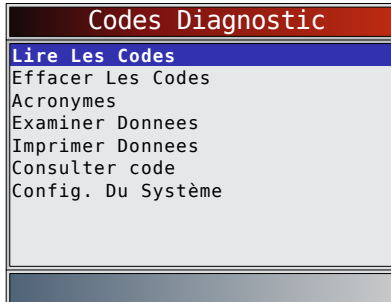 Codes Diagnostic
Lire Les Codes
Effacer Les Codes
Acronymes
Examiner Donnees
Imprimer Donnees
Consulter code
Config. Du Système